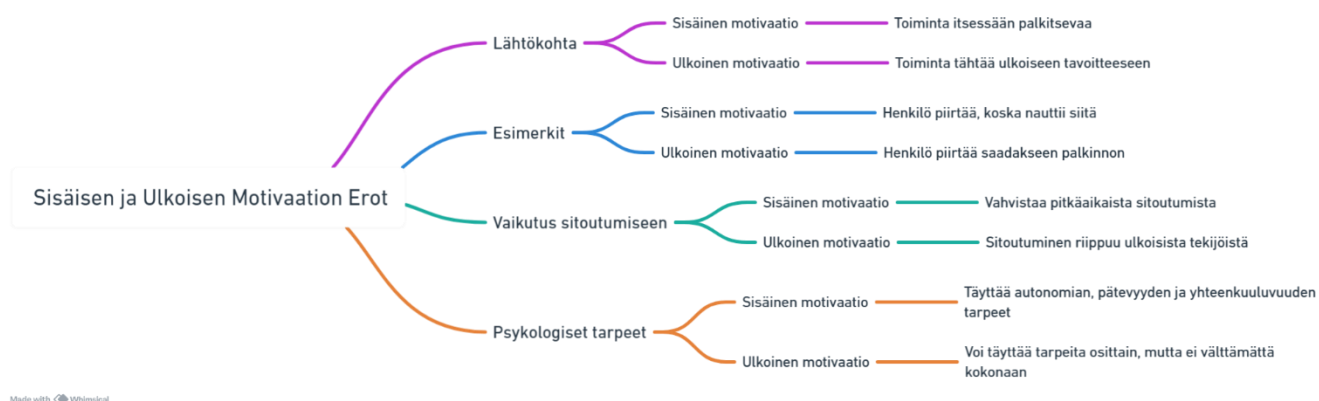 Sisäisen ja Ulkoisen Motivaation Erot
Lähtökohta
Sisäinen motivaatio
Toiminta itsessään palkitsevaa
Ulkoinen motivaatio
Toiminta tähtää ulkoiseen tavoitteeseen
Esimerkit
Sisäinen motivaatio
Henkilö piirtää, koska nauttii siitä
Ulkoinen motivaatio
Henkilö piirtää saadakseen palkinnon
Vaikutus sitoutumiseen
Sisäinen motivaatio
Vahvistaa pitkäaikaista sitoutumista
Ulkoinen motivaatio
Sitoutuminen riippuu ulkoisista tekijöistä
Psykologiset tarpeet
Sisäinen motivaatio
Täyttää autonomian, pätevyyden ja yhteenkuuluvuuden
tarpeet
Ulkoinen motivaatio
Voi täyttää tarpeita osittain, mutta ei välttämättä
kokonaan
Made with Whimsical